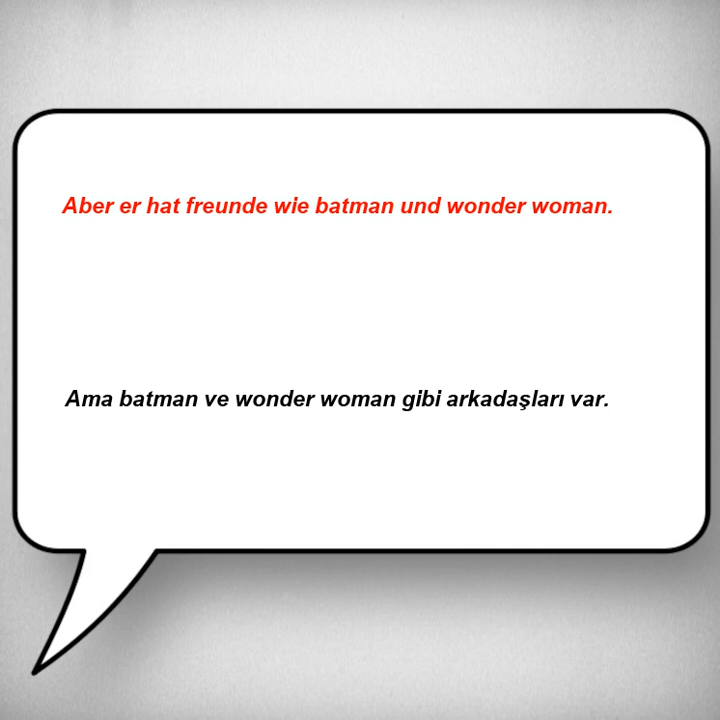 Aber er hat freunde wie batman und wonder woman.
Ama batman ve wonder woman gibi arkadaşları var.